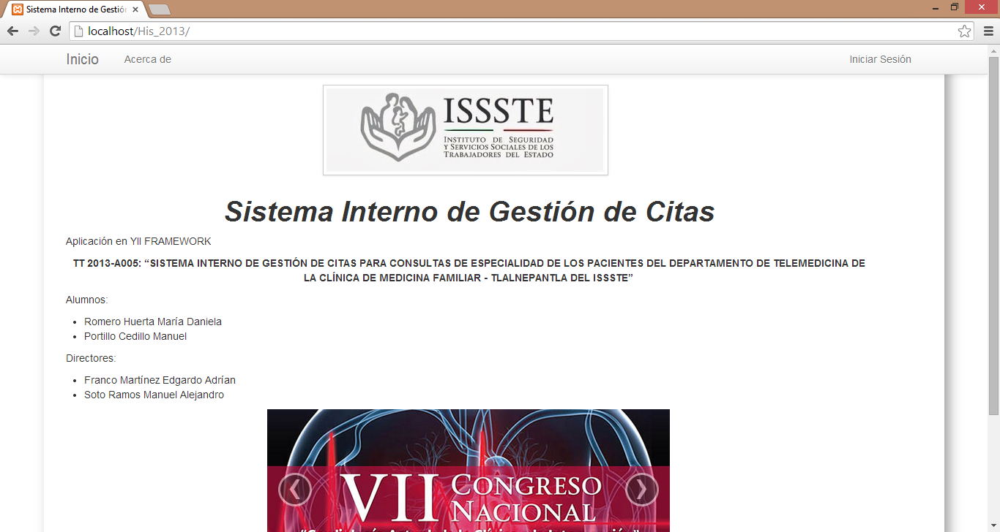 Sistema Interno de Gestió
localhost/His_2013/
Inicio
Acerca de
Iniciar Sesión
ISSSTE
INSTITUTO DE SEGURIDAD
Y SERVICIOS SOCIALES DE LOS
TRABAJADORES DEL ESTADO
Sistema Interno de Gestión de Citas
Aplicación en YII FRAMEWORK
TT 2013-A005: “SISTEMA INTERNO DE GESTIÓN DE CITAS PARA CONSULTAS DE ESPECIALIDAD DE LOS PACIENTES DEL DEPARTAMENTO DE TELEMEDICINA DE
LA CLÍNICA DE MEDICINA FAMILIAR - TLALNEPANTLA DEL ISSSTE”
Alumnos:
• Romero Huerta María Daniela
• Portillo Cedillo Manuel
Directores:
• Franco Martínez Edgardo Adrían
• Soto Ramos Manuel Alejandro
VII CONGRESO
NACIONAL